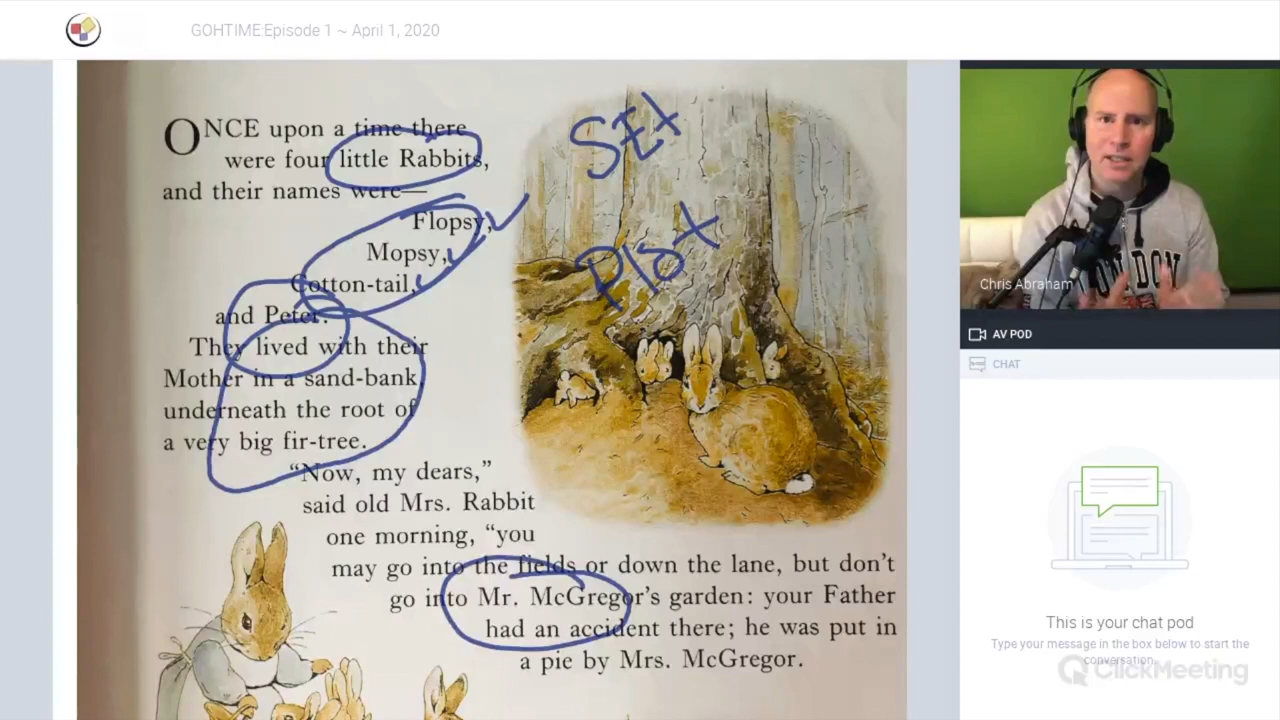 GOHTIME:Episode 1 ~ April 1, 2020
ONCE upon a time there
were four little Rabbits,
and their names were—
Flopsy,
Mopsy,
Cotton-tail,
and Peter.
They lived with their
Mother in a sand-bank,
underneath the root of
a very big fir-tree.
"Now, my dears,"
said old Mrs. Rabbit
one morning, "you
may go into the fields or down the lane, but don't
go into Mr. McGregor's garden: your Father
had an accident there; he was put in
a pie by Mrs. McGregor.
SEt
Plot
LONDON
Chris Abraham
AV POD
CHAT
This is your chat pod
Type your message in the box below to start the
conversation.
ClickMeeting